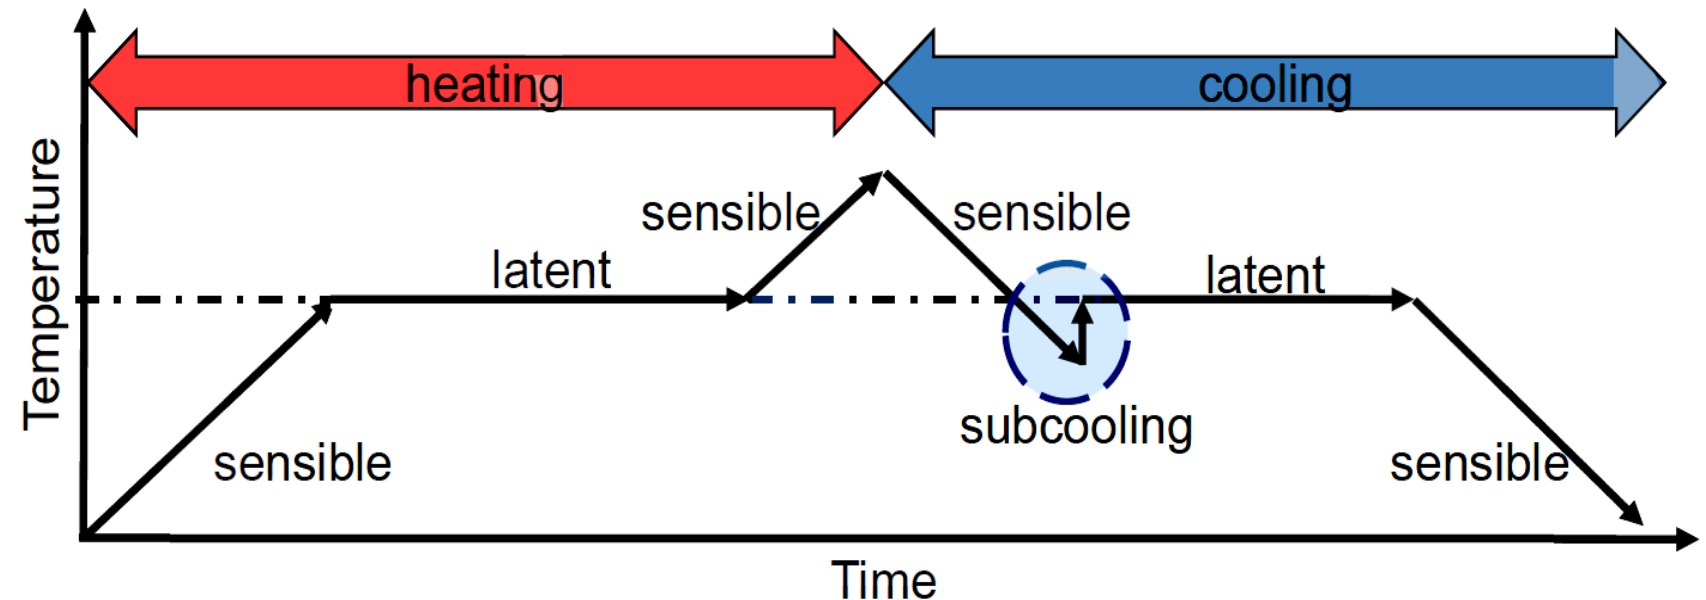 heating
cooling
Temperature
sensible
sensible
latent
latent
subcooling
sensible
sensible
Time